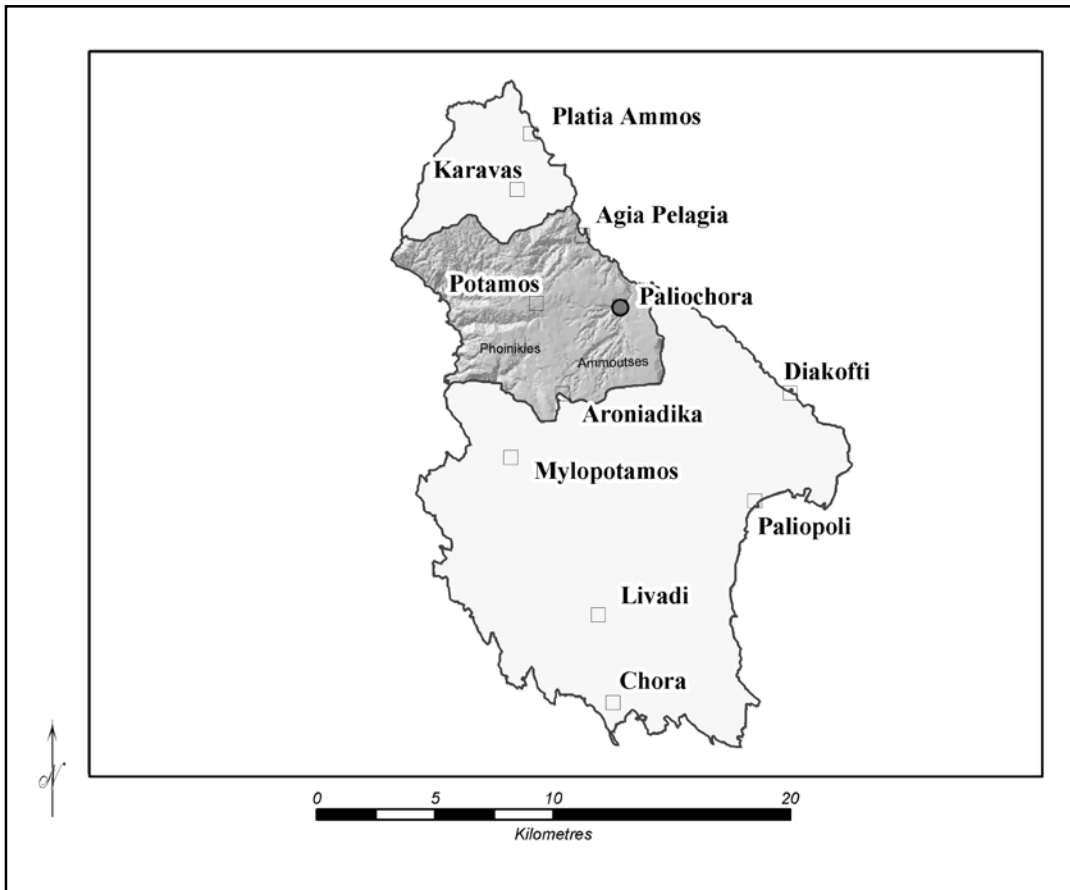 Platia Ammos
Karavas
Agia Pelagia
Potamos
Paliochora
Phoinikies
Ammoutses
Diakofti
Aroniadika
Mylopotamos
Paliopoli
Livadi
Chora
N
0 5 10 20
Kilometres